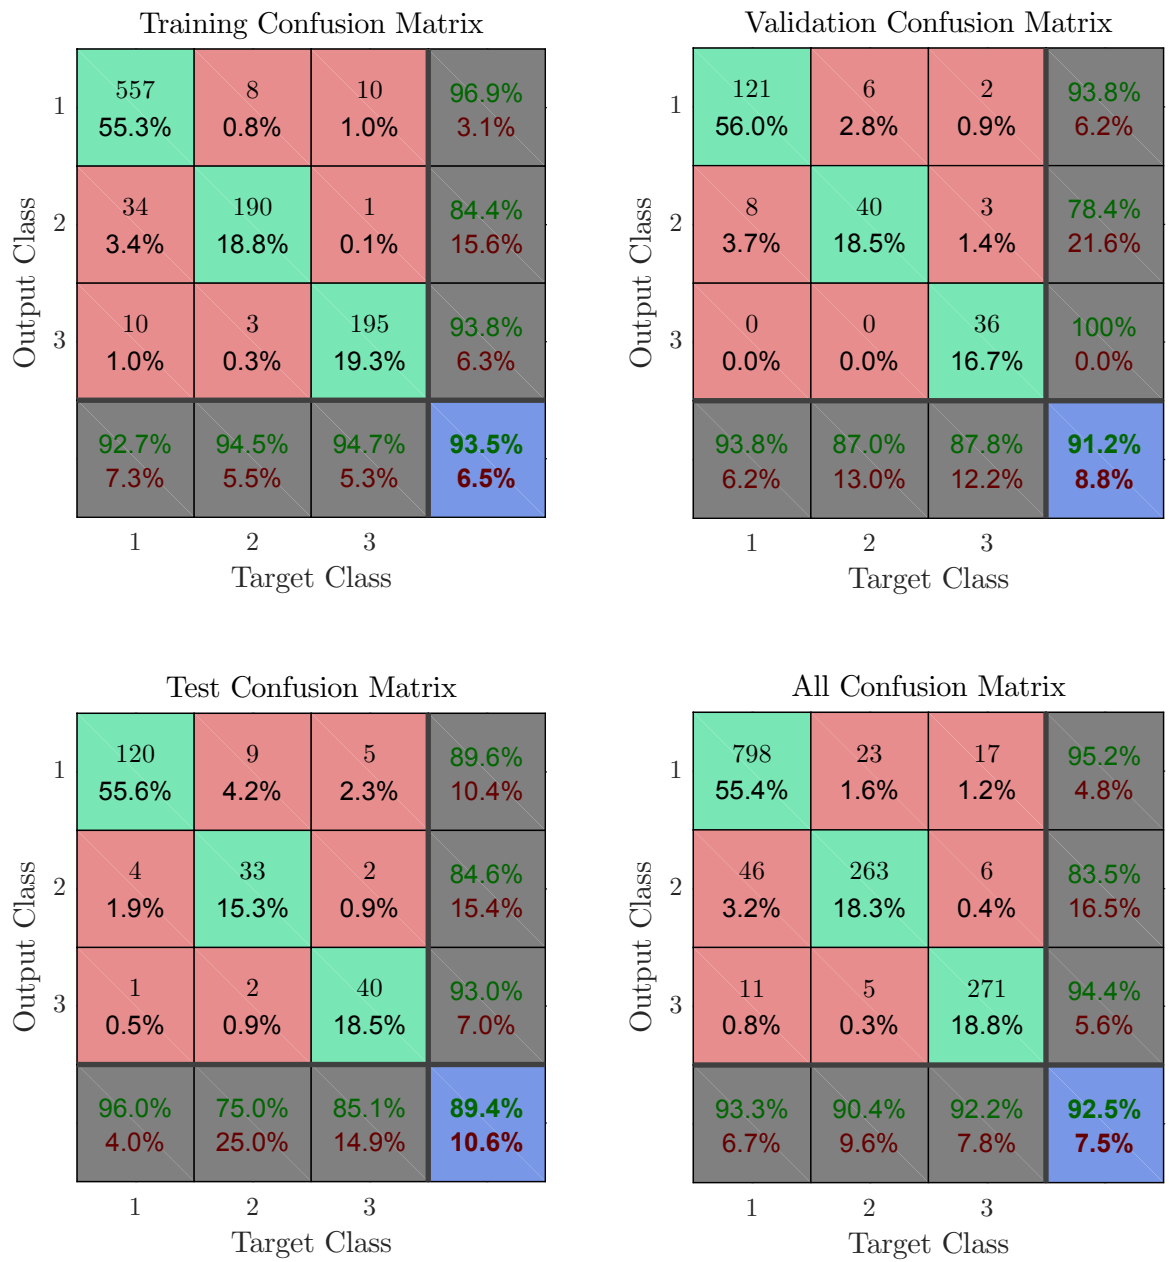 Training Confusion Matrix
Output Class
1
557 8 10 96.9%
55.3% 0.8% 1.0% 3.1%
2
34 190 1 84.4%
3.4% 18.8% 0.1% 15.6%
3
10 3 195 93.8%
1.0% 0.3% 19.3% 6.3%
92.7% 94.5% 94.7% 93.5%
7.3% 5.5% 5.3% 6.5%
1 2 3
Target Class
Validation Confusion Matrix
Output Class
1
121 6 2 93.8%
56.0% 2.8% 0.9% 6.2%
2
8 40 3 78.4%
3.7% 18.5% 1.4% 21.6%
3
0 0 36 100%
0.0% 0.0% 16.7% 0.0%
93.8% 87.0% 87.8% 91.2%
6.2% 13.0% 12.2% 8.8%
1 2 3
Target Class
Test Confusion Matrix
Output Class
1
120 9 5 89.6%
55.6% 4.2% 2.3% 10.4%
2
4 33 2 84.6%
1.9% 15.3% 0.9% 15.4%
3
1 2 40 93.0%
0.5% 0.9% 18.5% 7.0%
96.0% 75.0% 85.1% 89.4%
4.0% 25.0% 14.9% 10.6%
1 2 3
Target Class
All Confusion Matrix
Output Class
1
798 23 17 95.2%
55.4% 1.6% 1.2% 4.8%
2
46 263 6 83.5%
3.2% 18.3% 0.4% 16.5%
3
11 5 271 94.4%
0.8% 0.3% 18.8% 5.6%
93.3% 90.4% 92.2% 92.5%
6.7% 9.6% 7.8% 7.5%
1 2 3
Target Class